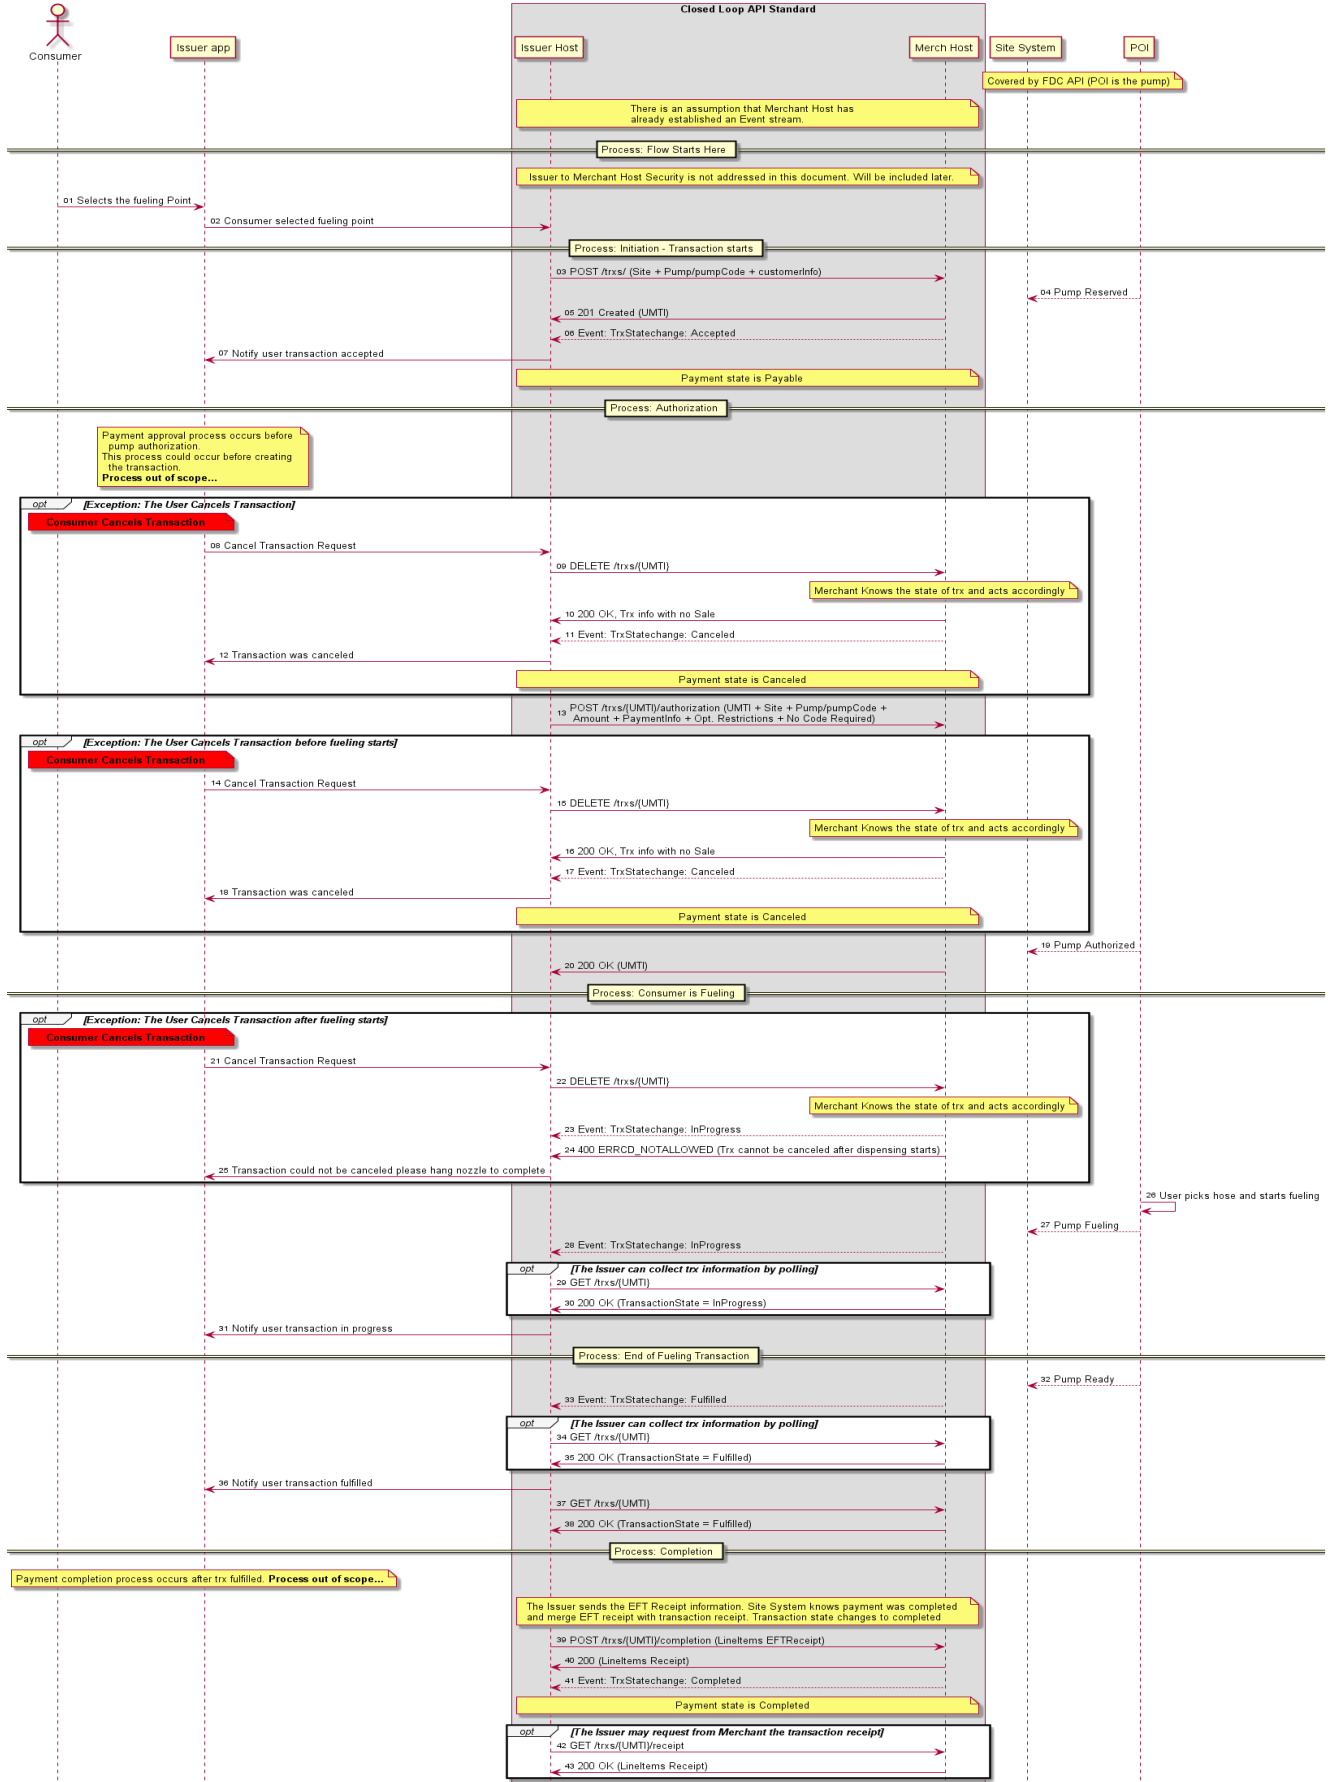 Closed Loop API Standard
Consumer
Issuer app
Issuer Host
Merch Host
Site System
POI
Covered by FDC API (POI is the pump)
There is an assumption that Merchant Host has
already established an Event stream.
Process: Flow Starts Here
Issuer to Merchant Host Security is not addressed in this document. Will be included later.
01 Selects the fueling Point
02 Consumer selected fueling point
Process: Initiation - Transaction starts
03 POST /trxs/ (Site + Pump/pumpCode + customerInfo)
04 Pump Reserved
05 201 Created (UMTI)
06 Event: TrxStatechange: Accepted
07 Notify user transaction accepted
Payment state is Payable
Process: Authorization
Payment approval process occurs before
pump authorization.
This process could occur before creating
the transaction.
Process out of scope...
opt [Exception: The User Cancels Transaction]
Consumer Cancels Transaction
08 Cancel Transaction Request
09 DELETE /trxs/{UMTI}
Merchant Knows the state of trx and acts accordingly
10 200 OK, Trx info with no Sale
11 Event: TrxStatechange: Canceled
12 Transaction was canceled
Payment state is Canceled
13 POST /trxs/{UMTI}/authorization (UMTI + Site + Pump/pumpCode +
Amount + PaymentInfo + Opt. Restrictions + No Code Required)
opt [Exception: The User Cancels Transaction before fueling starts]
Consumer Cancels Transaction
14 Cancel Transaction Request
15 DELETE /trxs/{UMTI}
Merchant Knows the state of trx and acts accordingly
16 200 OK, Trx info with no Sale
17 Event: TrxStatechange: Canceled
18 Transaction was canceled
Payment state is Canceled
19 Pump Authorized
20 200 OK (UMTI)
Process: Consumer is Fueling
opt [Exception: The User Cancels Transaction after fueling starts]
Consumer Cancels Transaction
21 Cancel Transaction Request
22 DELETE /trxs/{UMTI}
Merchant Knows the state of trx and acts accordingly
23 Event: TrxStatechange: InProgress
24 400 ERRCD_NOTALLOWED (Trx cannot be canceled after dispensing starts)
25 Transaction could not be canceled please hang nozzle to complete
26 User picks hose and starts fueling
27 Pump Fueling
28 Event: TrxStatechange: InProgress
opt [The Issuer can collect trx information by polling]
29 GET /trxs/{UMTI}
30 200 OK (TransactionState = InProgress)
31 Notify user transaction in progress
Process: End of Fueling Transaction
32 Pump Ready
33 Event: TrxStatechange: Fulfilled
opt [The Issuer can collect trx information by polling]
34 GET /trxs/{UMTI}
35 200 OK (TransactionState = Fulfilled)
36 Notify user transaction fulfilled
37 GET /trxs/{UMTI}
38 200 OK (TransactionState = Fulfilled)
Process: Completion
Payment completion process occurs after trx fulfilled. Process out of scope...
The Issuer sends the EFT Receipt information. Site System knows payment was completed
and merge EFT receipt with transaction receipt. Transaction state changes to completed
39 POST /trxs/{UMTI}/completion (LineItems EFTReceipt)
40 200 (LineItems Receipt)
41 Event: TrxStatechange: Completed
Payment state is Completed
opt [The Issuer may request from Merchant the transaction receipt]
42 GET /trxs/{UMTI}/receipt
43 200 OK (LineItems Receipt)